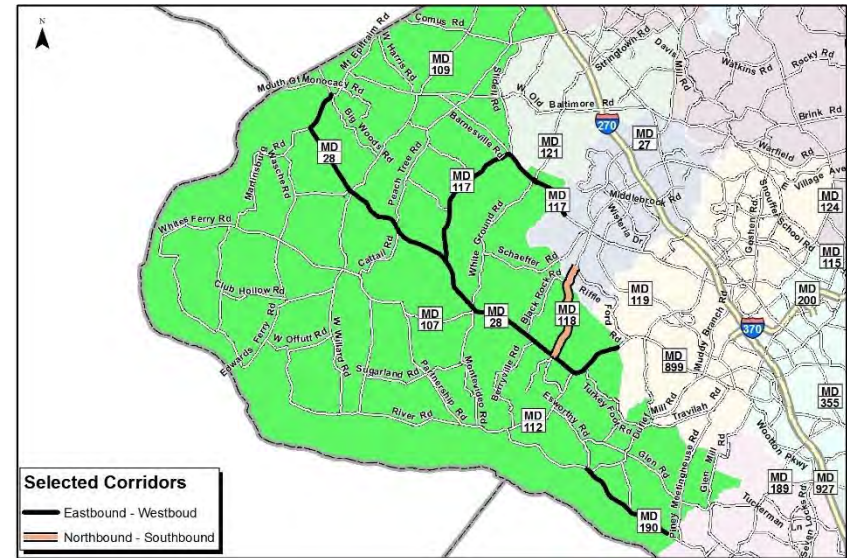 N
Comus Rd
Mt Ephraim Rd
W Harris Rd
MD
109
Slidell Rd
Stringtown Rd
Davis Mill Rd
Watkins Rd
Rocky Rd
Mouth Of Monocacy Rd
W Old
Baltimore Rd
Brink Rd
Big Woods Rd
Barnesville Rd
270
MD
27
MD
121
Warfield Rd
MD
28
Martinsburg Rd
Wasche Rd
Peach Tree Rd
MD
117
MD
117
Middlebrook Rd
Wisteria Dr
Village Ave
Snouffer School Rd
Goshen Rd
MD
124
Whites Ferry Rd
White Ground Rd
Cattail Rd
Schaeffer Rd
MD
115
Club Hollow Rd
Black Rock Rd
Riffle
Ford
Rd
MD
119
MD
200
Muddy Branch Rd
MD
107
MD
28
MD
118
370
Edwards Ferry Rd
W Offutt Rd
W Willard Rd
MD
899
MD
355
Sugarland Rd
Partnership Rd
Montevideo Rd
Berryville Rd
Turkey Foot Rd
Dufief Mill Rd
Travilah Rd
River Rd
MD
112
Esworthy Rd
Glen Rd
Piney Meetinghouse Rd
Glen Mill Rd
Wootton Pkwy
MD
189
MD
927
Tuckerman Ln
Seven Locks Rd
MD
190
Selected Corridors
Eastbound - Westboud
Northbound - Southbound